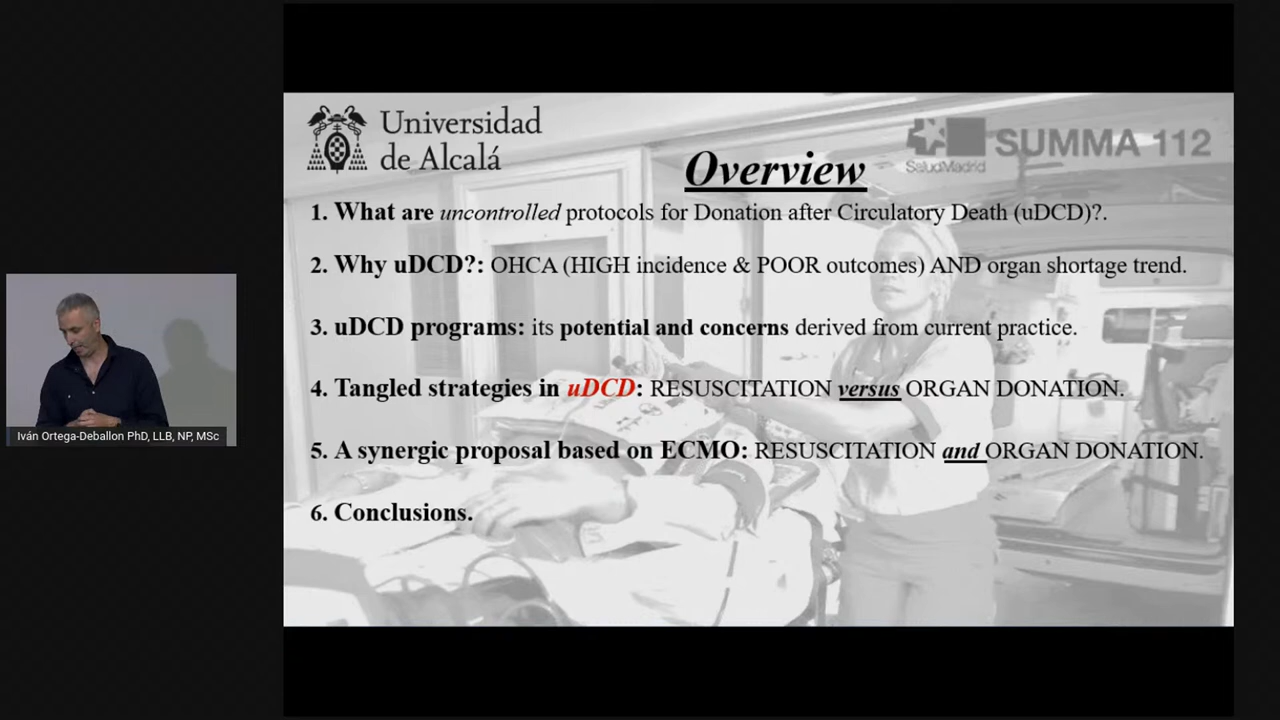 Universidad
de Alcalá
SaludMadrid
SUMMA 112
Overview
1. What are uncontrolled protocols for Donation after Circulatory Death (uDCD)?.
2. Why uDCD?: OHCA (HIGH incidence & POOR outcomes) AND organ shortage trend.
3. uDCD programs: its potential and concerns derived from current practice.
4. Tangled strategies in uDCD: RESUSCITATION versus ORGAN DONATION.
5. A synergic proposal based on ECMO: RESUSCITATION and ORGAN DONATION.
6. Conclusions.
Iván Ortega-Deballon PhD, LLB, NP, MSc